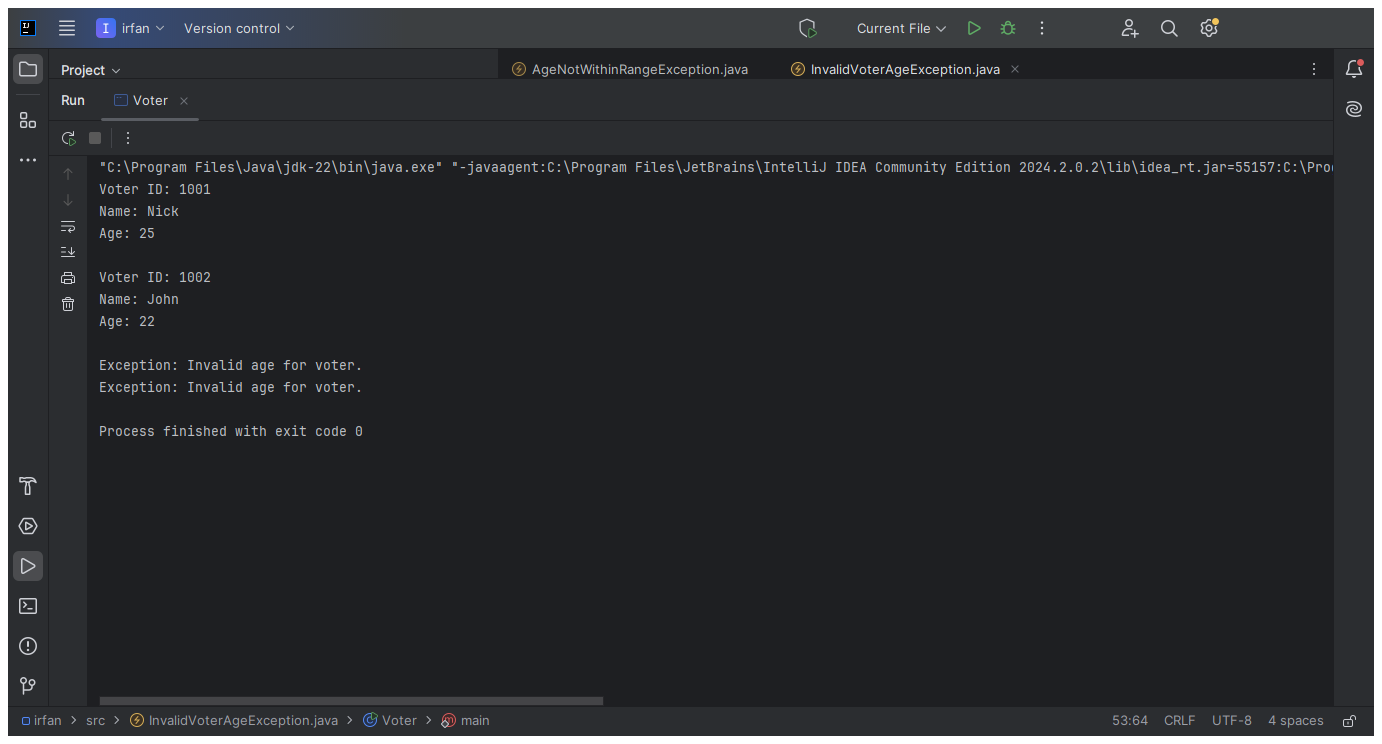 I irfan Version control Current File
Project AgeNotWithinRangeException.java InvalidVoterAgeException.java
Run Voter
"C:\Program Files\Java\jdk-22\bin\java.exe" "-javaagent:C:\Program Files\JetBrains\IntelliJ IDEA Community Edition 2024.2.0.2\lib\idea_rt.jar=55157:C:\Pro
Voter ID: 1001
Name: Nick
Age: 25
Voter ID: 1002
Name: John
Age: 22
Exception: Invalid age for voter.
Exception: Invalid age for voter.
Process finished with exit code 0
irfan > src > InvalidVoterAgeException.java > Voter > main 53:64 CRLF UTF-8 4 spaces